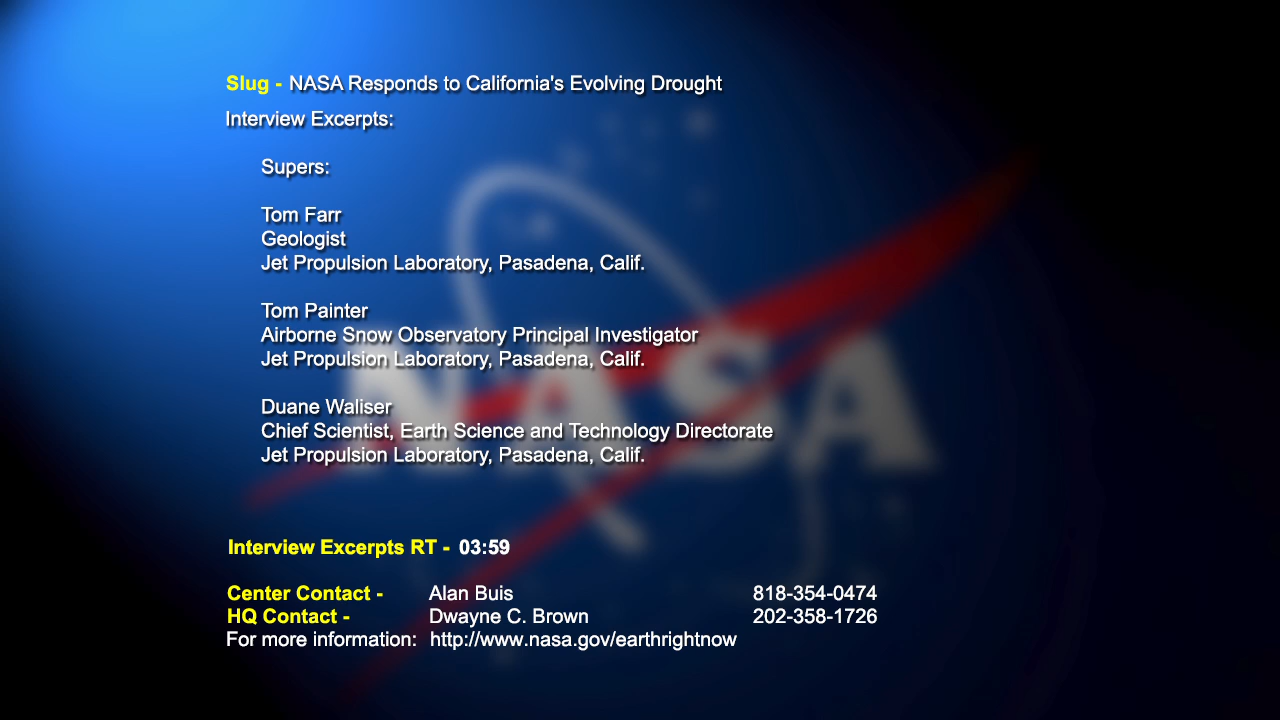 Slug - NASA Responds to California's Evolving Drought
Interview Excerpts:
Supers:
Tom Farr
Geologist
Jet Propulsion Laboratory, Pasadena, Calif.
Tom Painter
Airborne Snow Observatory Principal Investigator
Jet Propulsion Laboratory, Pasadena, Calif.
Duane Waliser
Chief Scientist, Earth Science and Technology Directorate
Jet Propulsion Laboratory, Pasadena, Calif.
NASA
Interview Excerpts RT - 03:59
Center Contact - Alan Buis 818-354-0474
HQ Contact - Dwayne C. Brown 202-358-1726
For more information: http://www.nasa.gov/earthrightnow